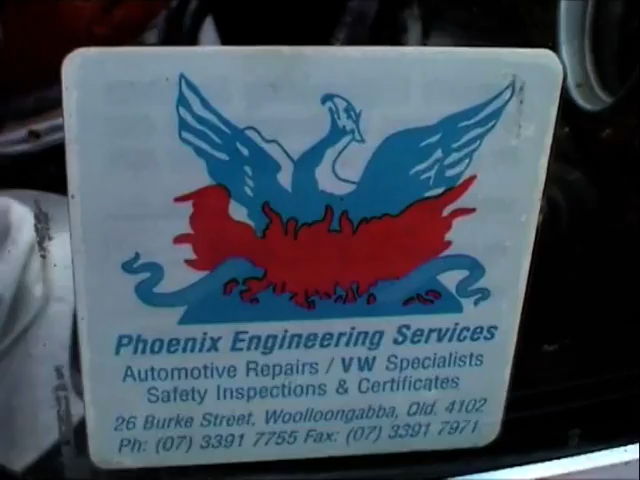 Phoenix Engineering Services
Automotive Repairs / VW Specialists
Safety Inspections & Certificates
26 Burke Street, Woolloongabba, Qld. 4102
Ph: (07) 3391 7755 Fax: (07) 3391 7971